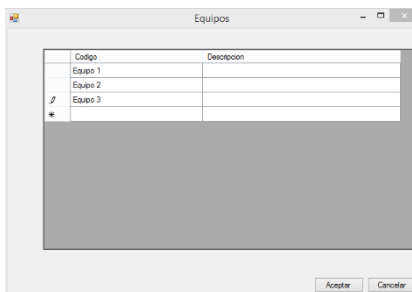 Equipos
Codigo Descripcion
Equipo 1
Equipo 2
Equipo 3
Aceptar Cancelar